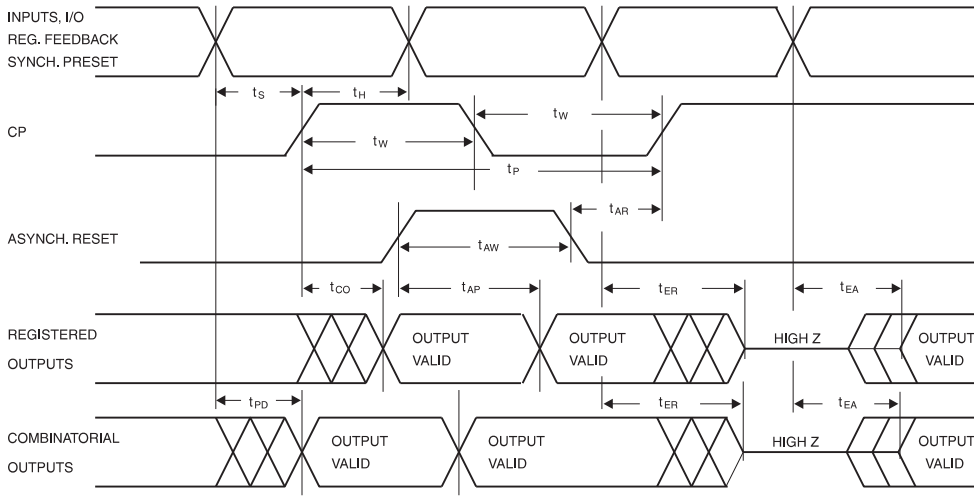 INPUTS, I/O
REG. FEEDBACK
SYNCH. PRESET
tS
tH
CP
tW
tW
tP
tAR
ASYNCH. RESET
tAW
tCO
tAP
tER
tEA
REGISTERED
OUTPUTS
OUTPUT
VALID
OUTPUT
VALID
HIGH Z
OUTPUT
VALID
tPD
tER
tEA
COMBINATORIAL
OUTPUTS
OUTPUT
VALID
OUTPUT
VALID
HIGH Z
OUTPUT
VALID